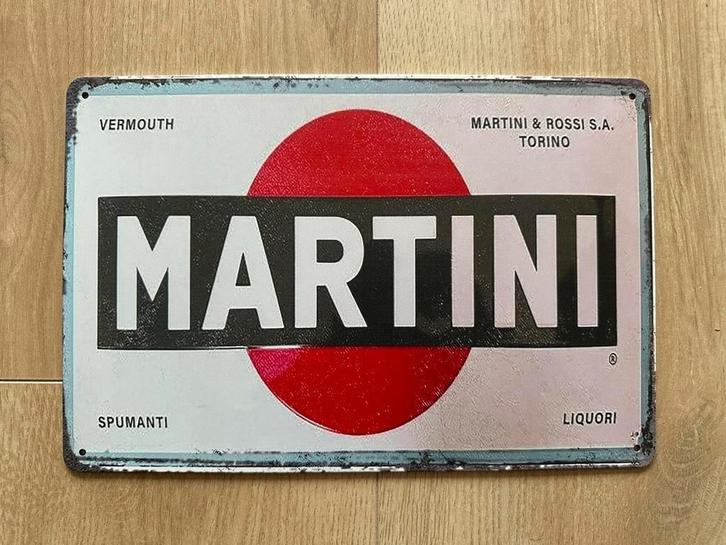 VERMOUTH
MARTINI & ROSSI S.A.
TORINO
MARTINI
®
SPUMANTI
LIQUORI